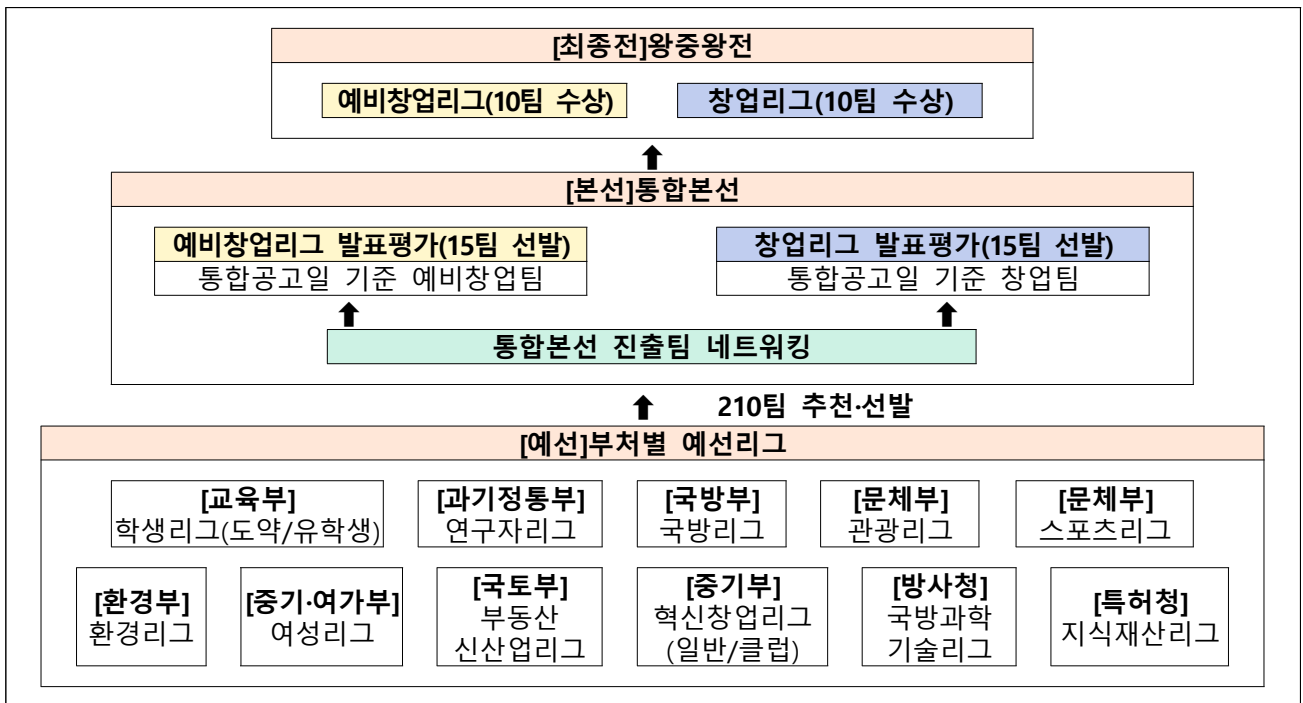 [최종전]왕중왕전
예비창업리그(10팀 수상)
창업리그(10팀 수상)
[본선]통합본선
예비창업리그 발표평가(15팀 선발)
통합공고일 기준 예비창업팀
창업리그 발표평가(15팀 선발)
통합공고일 기준 창업팀
통합본선 진출팀 네트워킹
210팀 추천·선발
[예선]부처별 예선리그
[교육부]
학생리그(도약/유학생)
[과기정통부]
연구자리그
[국방부]
국방리그
[문체부]
관광리그
[문체부]
스포츠리그
[환경부]
환경리그
[중기·여가부]
여성리그
[국토부]
부동산
신산업리그
[중기부]
혁신창업리그
(일반/클럽)
[방사청]
국방과학
기술리그
[특허청]
지식재산리그